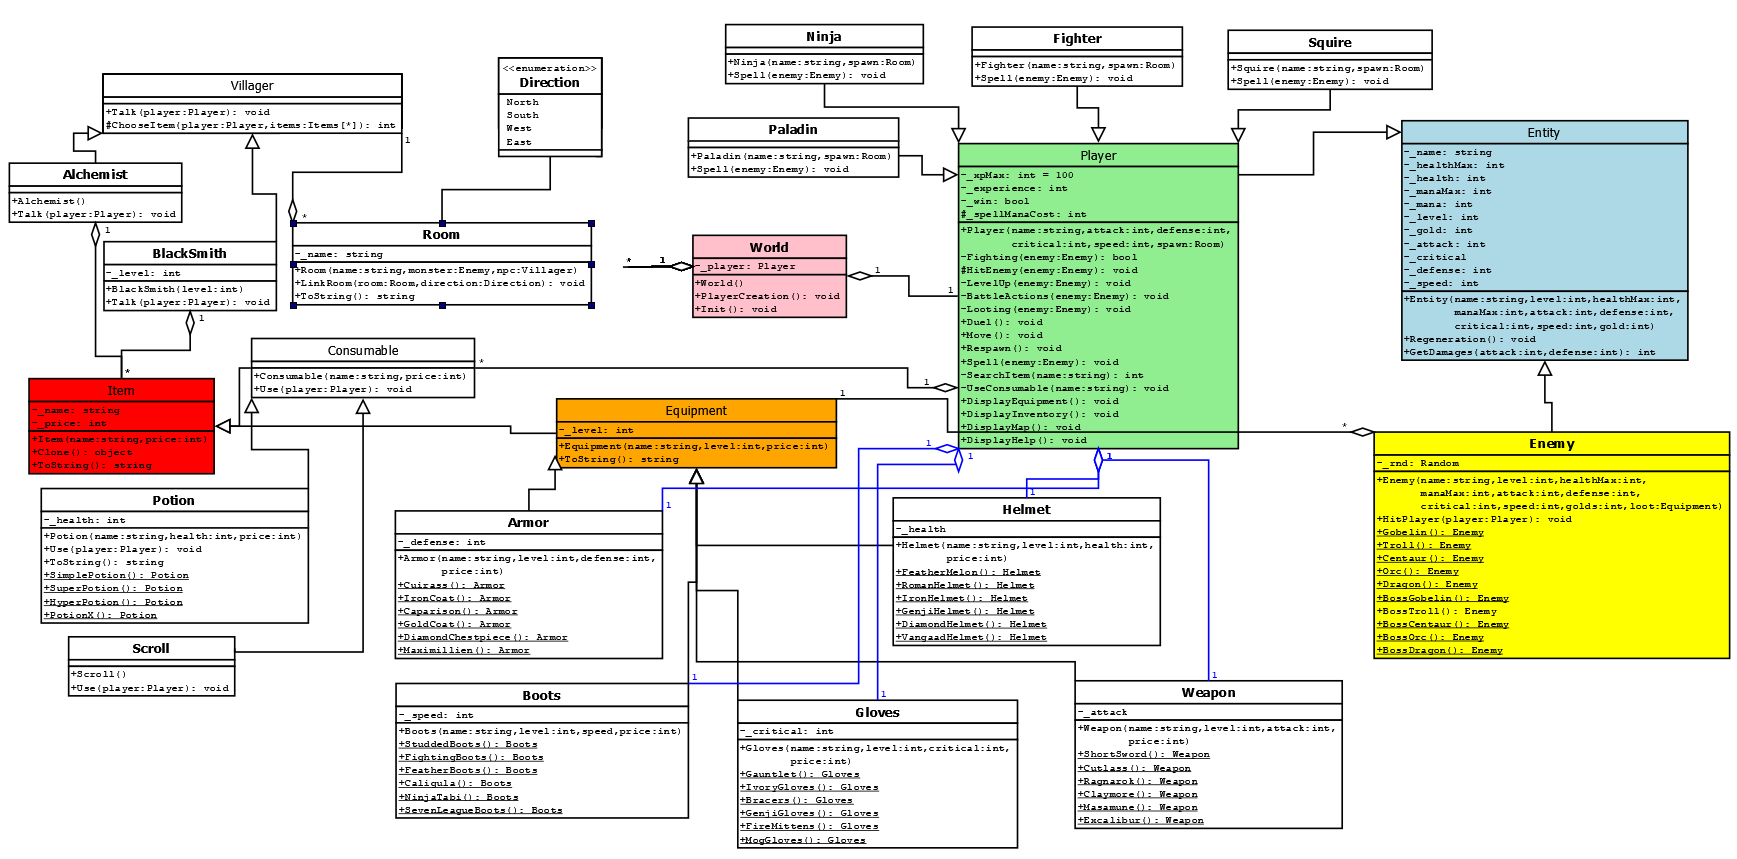 Ninja
+Ninja(name:string,spawn:Room)
+Spell(enemy:Enemy): void
Fighter
+Fighter(name:string,spawn:Room)
+Spell(enemy:Enemy): void
Squire
+Squire(name:string,spawn:Room)
+Spell(enemy:Enemy): void
Villager
+Talk(player:Player): void
#ChooseItem(player:Player,items:Items[*]): int
1
*
<<enumeration>>
Direction
North
South
West
East
Paladin
+Paladin(name:string,spawn:Room)
+Spell(enemy:Enemy): void
Alchemist
+Alchemist()
+Talk(player:Player): void
1
BlackSmith
-_level: int
+BlackSmith(level:int)
+Talk(player:Player): void
1
*
Room
-_name: string
+Room(name:string,monster:Enemy,npc:Villager)
+LinkRoom(room:Room,direction:Direction): void
+ToString(): string
*
1
World
-_player: Player
+World()
+PlayerCreation(): void
+Init(): void
1
1
Player
-_xpMax: int = 100
-_experience: int
-_win: bool
#_spellManaCost: int
+Player(name:string,attack:int,defense:int,
critical:int,speed:int,spawn:Room)
-Fighting(enemy:Enemy): bool
#HitEnemy(enemy:Enemy): void
-LevelUp(enemy:Enemy): void
-BattleActions(enemy:Enemy): void
-Looting(enemy:Enemy): void
+Duel(): void
+Move(): void
+Respawn(): void
+Spell(enemy:Enemy): void
-SearchItem(name:string): int
-UseConsumable(name:string): void
+DisplayEquipment(): void
+DisplayInventory(): void
+DisplayMap(): void
+DisplayHelp(): void
Entity
-_name: string
-_healthMax: int
-_health: int
-_manaMax: int
-_mana: int
-_level: int
-_gold: int
-_attack: int
-_critical
-_defense: int
-_speed: int
+Entity(name:string,level:int,healthMax:int,
manaMax:int,attack:int,defense:int,
critical:int,speed:int,gold:int)
+Regeneration(): void
+GetDamages(attack:int,defense:int): int
Consumable
+Consumable(name:string,price:int)
+Use(player:Player): void
*
1
Item
-_name: string
-_price: int
+Item(name:string,price:int)
+Clone(): object
+ToString(): string
Equipment
-_level: int
+Equipment(name:string,level:int,price:int)
+ToString(): string
1
*
Enemy
-_rnd: Random
+Enemy(name:string,level:int,healthMax:int,
manaMax:int,attack:int,defense:int,
critical:int,speed:int,golds:int,loot:Equipment)
+HitPlayer(player:Player): void
+Gobelin(): Enemy
+Troll(): Enemy
+Centaur(): Enemy
+Orc(): Enemy
+Dragon(): Enemy
+BossGobelin(): Enemy
+BossTroll(): Enemy
+BossCentaur(): Enemy
+BossOrc(): Enemy
+BossDragon(): Enemy
1
1
1
Potion
-_health: int
+Potion(name:string,health:int,price:int)
+Use(player:Player): void
+ToString(): string
+SimplePotion(): Potion
+SuperPotion(): Potion
+HyperPotion(): Potion
+PotionX(): Potion
Armor
-_defense: int
+Armor(name:string,level:int,defense:int,
price:int)
+Cuirass(): Armor
+IronCoat(): Armor
+Caparison(): Armor
+GoldCoat(): Armor
+DiamondChestpiece(): Armor
+Maximillien(): Armor
1
Helmet
-_health
+Helmet(name:string,level:int,health:int,
price:int)
+FeatherMelon(): Helmet
+RomanHelmet(): Helmet
+IronHelmet(): Helmet
+GenjiHelmet(): Helmet
+DiamondHelmet(): Helmet
+VangaadHelmet(): Helmet
1
Scroll
+Scroll()
+Use(player:Player): void
Boots
-_speed: int
+Boots(name:string,level:int,speed,price:int)
+StuddedBoots(): Boots
+FightingBoots(): Boots
+FeatherBoots(): Boots
+Caligula(): Boots
+NinjaTabi(): Boots
+SevenLeagueBoots(): Boots
1
Gloves
-_critical: int
+Gloves(name:string,level:int,critical:int,
price:int)
+Gauntlet(): Gloves
+IvoryGloves(): Gloves
+Bracers(): Gloves
+GenjiGloves(): Gloves
+FireMittens(): Gloves
+MogGloves(): Gloves
1
Weapon
-_attack
+Weapon(name:string,level:int,attack:int,
price:int)
+ShortSword(): Weapon
+Cutlass(): Weapon
+Ragnarok(): Weapon
+Claymore(): Weapon
+Masamune(): Weapon
+Excalibur(): Weapon
1